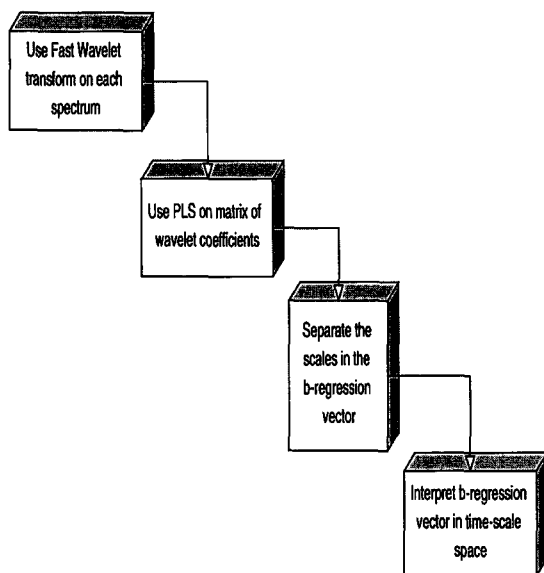 Use Fast Wavelet
transform on each
spectrum
Use PLS on matrix of
wavelet coefficients
Separate the
scales in the
b-regression
vector
Interpret b-regression
vector in time-scale
space